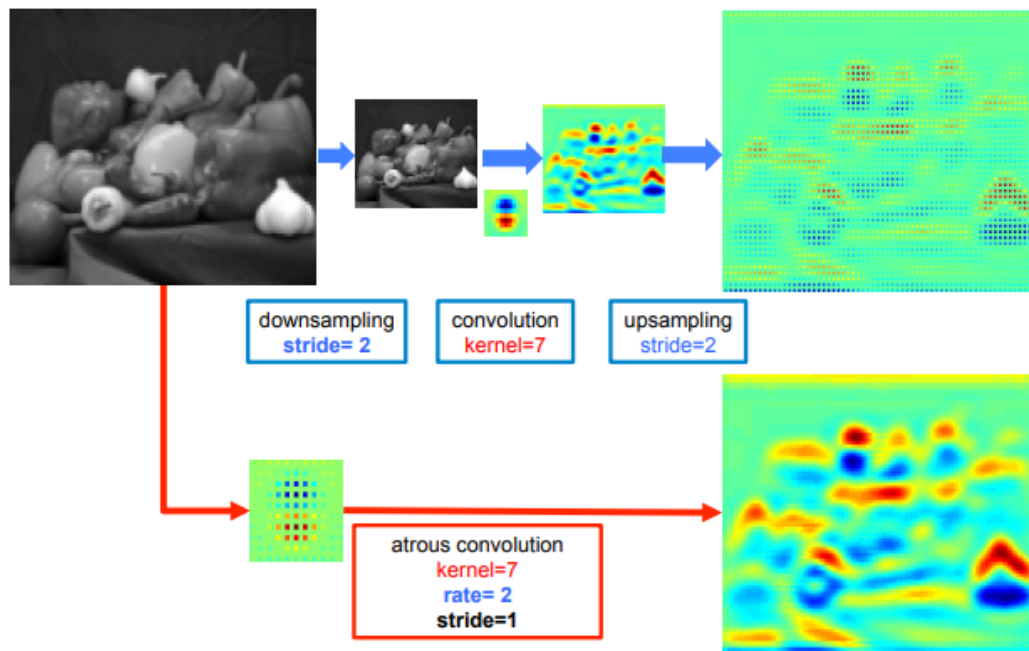 downsampling
stride= 2
convolution
kernel=7
upsampling
stride=2
atrous convolution
kernel=7
rate= 2
stride=1